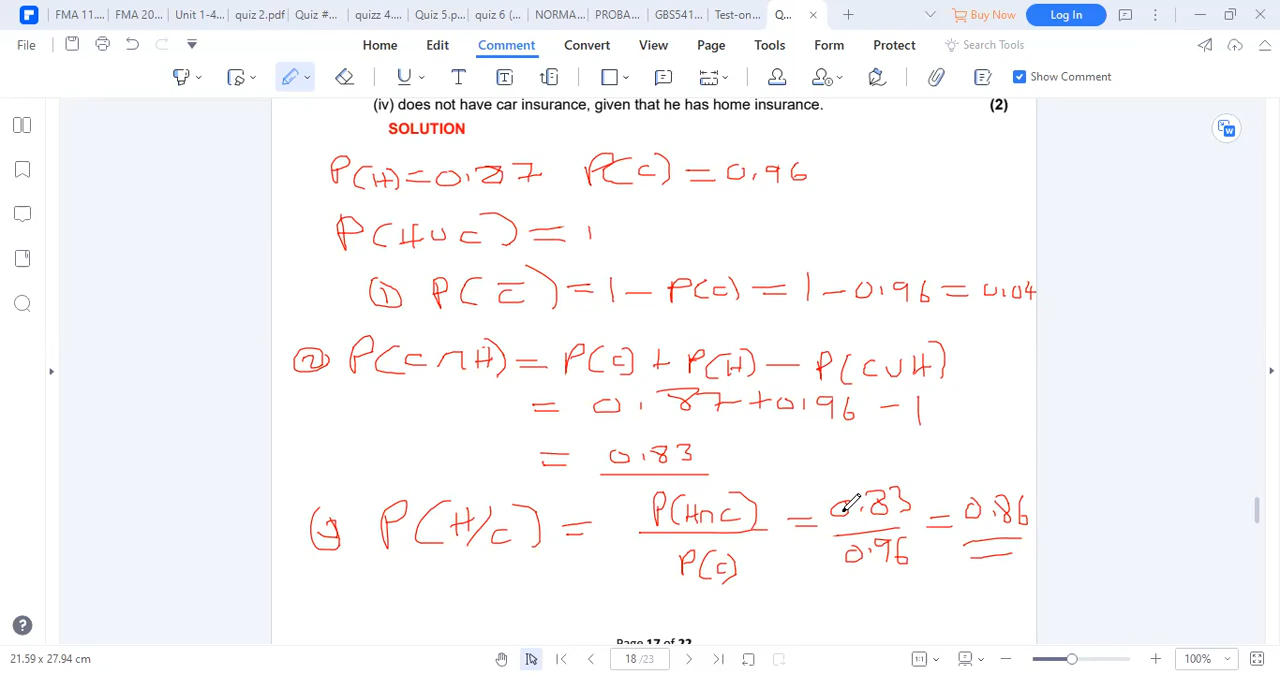 FMA 11....
FMA 20...
Unit 1-4...
quiz 2.pdf
Quiz #...
quizz 4....
Quiz 5.p...
quiz 6 (...
NORMA...
PROBA...
GBS541...
Test-on...
Q...
Buy Now
Log In
File
Home
Edit
Comment
Convert
View
Page
Tools
Form
Protect
Search Tools
Show Comment
(iv) does not have car insurance, given that he has home insurance. (2)
SOLUTION
P(H)=0.87 P(C)=0.96
P(H∪C)=1
① P(C̅)=1-P(C)=1-0.96=0.04
② P(C∩H)=P(C)+P(H)-P(C∪H)
=0.87+0.96-1
=0.83
P(H/C)=P(H∩C)/P(C)=0.83/0.96=0.86
Page 17 of 22
21.59 x 27.94 cm
18/23
1:1
100%